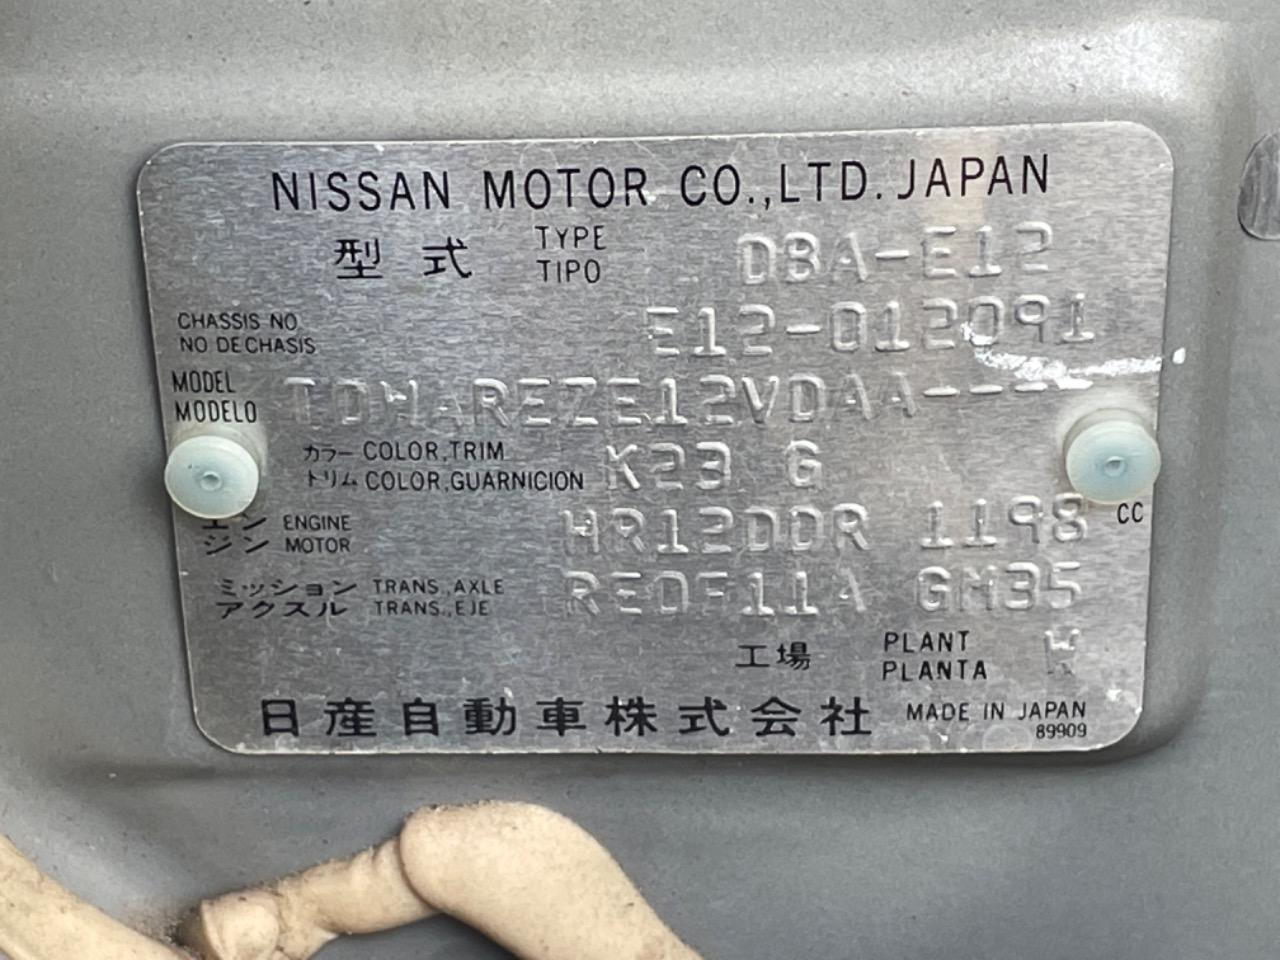 NISSAN MOTOR CO.,LTD. JAPAN
型式 TYPE TIPO DBA-E12
CHASSIS NO.
NO DE CHASIS E12-012091
MODEL
MODELO TDMAREZE12VDAA-----
カラー COLOR,TRIM
トリム COLOR,GUARNICION K23 G
エン ENGINE
ジン MOTOR HR12DDR 1198 CC
ミッション TRANS.,AXLE
アクスル TRANS.,EJE RE0F11A GM35
工場 PLANT PLANTA W
日産自動車株式会社 MADE IN JAPAN
89909